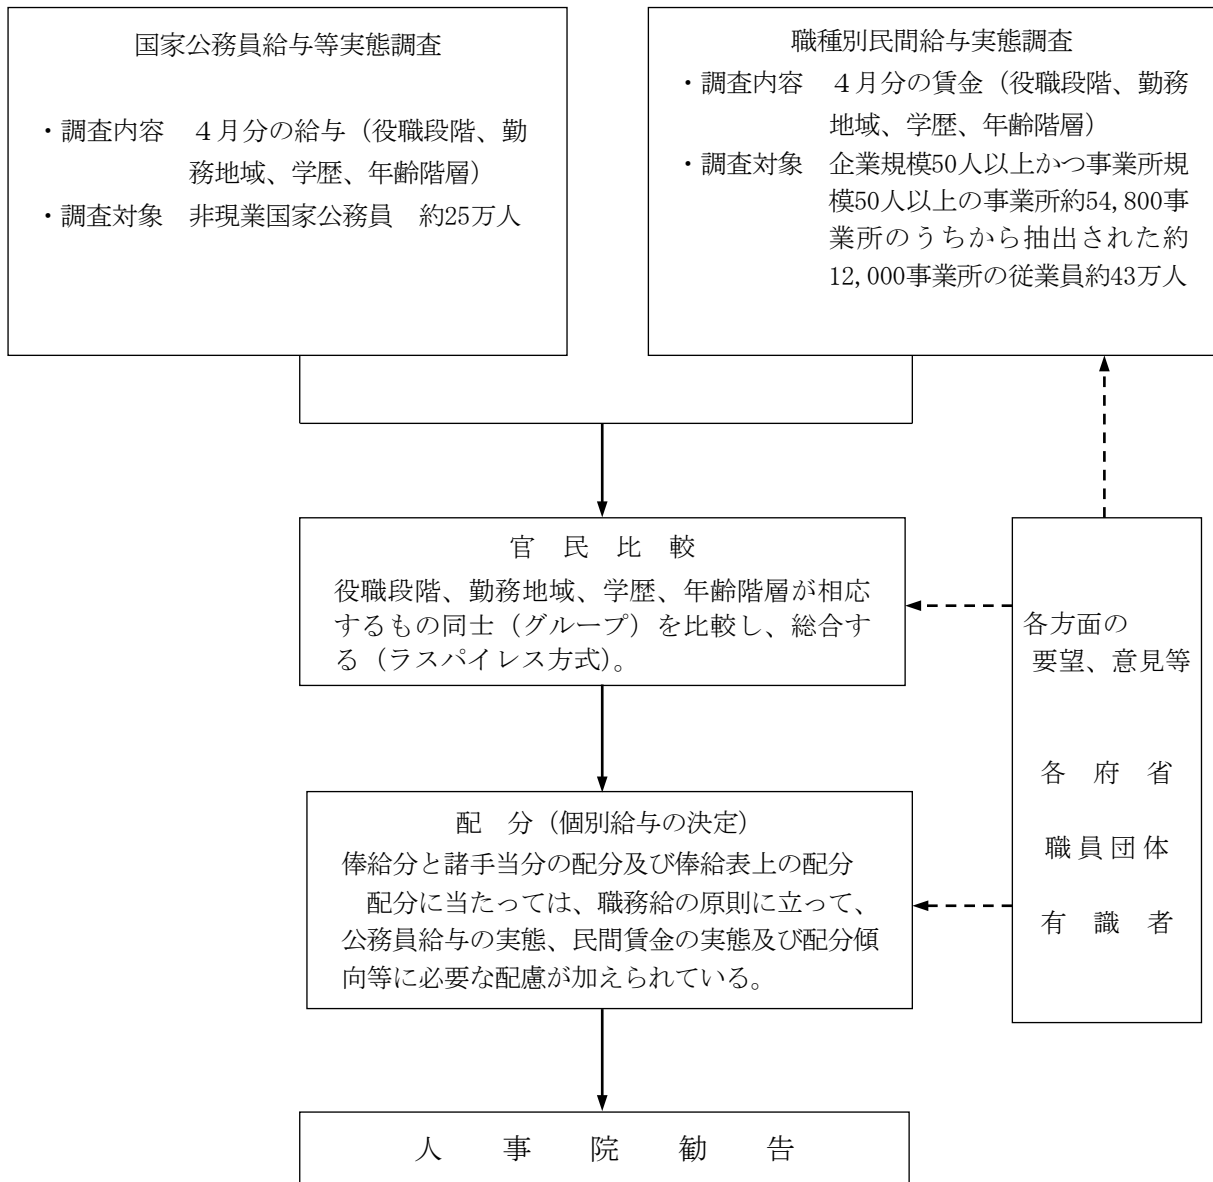 国家公務員給与等実態調査
・調査内容　４月分の給与（役職段階、勤
務地域、学歴、年齢階層）
・調査対象　非現業国家公務員　約25万人
職種別民間給与実態調査
・調査内容　４月分の賃金（役職段階、勤務
地域、学歴、年齢階層）
・調査対象　企業規模50人以上かつ事業所規
模50人以上の事業所約54,800事
業所のうちから抽出された約
12,000事業所の従業員約43万人
官　民　比　較
役職段階、勤務地域、学歴、年齢階層が相応
するもの同士（グループ）を比較し、総合す
る（ラスパイレス方式）。
配　分（個別給与の決定）
俸給分と諸手当分の配分及び俸給表上の配分
　配分に当たっては、職務給の原則に立って、
公務員給与の実態、民間賃金の実態及び配分傾
向等に必要な配慮が加えられている。
各方面の
要望、意見等
各　府　省
職員団体
有　識　者
人　事　院　勧　告